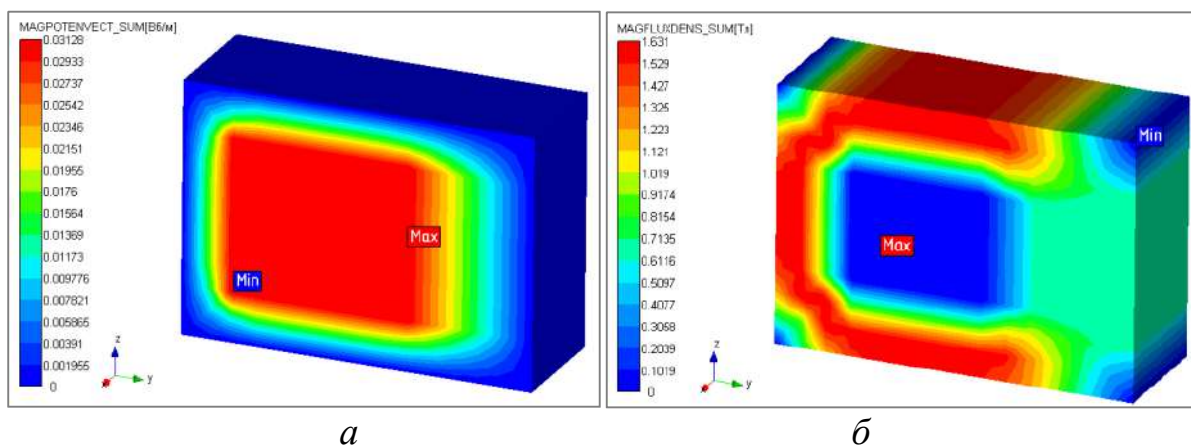 MAGPOTENVECT_SUM[Вб/м]
0.03128
0.02933
0.02737
0.02542
0.02346
0.02151
0.01955
0.0176
0.01564
0.01369
0.01173
0.009776
0.007821
0.005865
0.00391
0.001955
0
Max
Min
z
y
x
а
MAGFLUXDENS_SUM[Тл]
1.631
1.529
1.427
1.325
1.223
1.121
1.019
0.9174
0.8154
0.7135
0.6116
0.5097
0.4077
0.3058
0.2039
0.1019
0
Min
Max
z
y
x
б